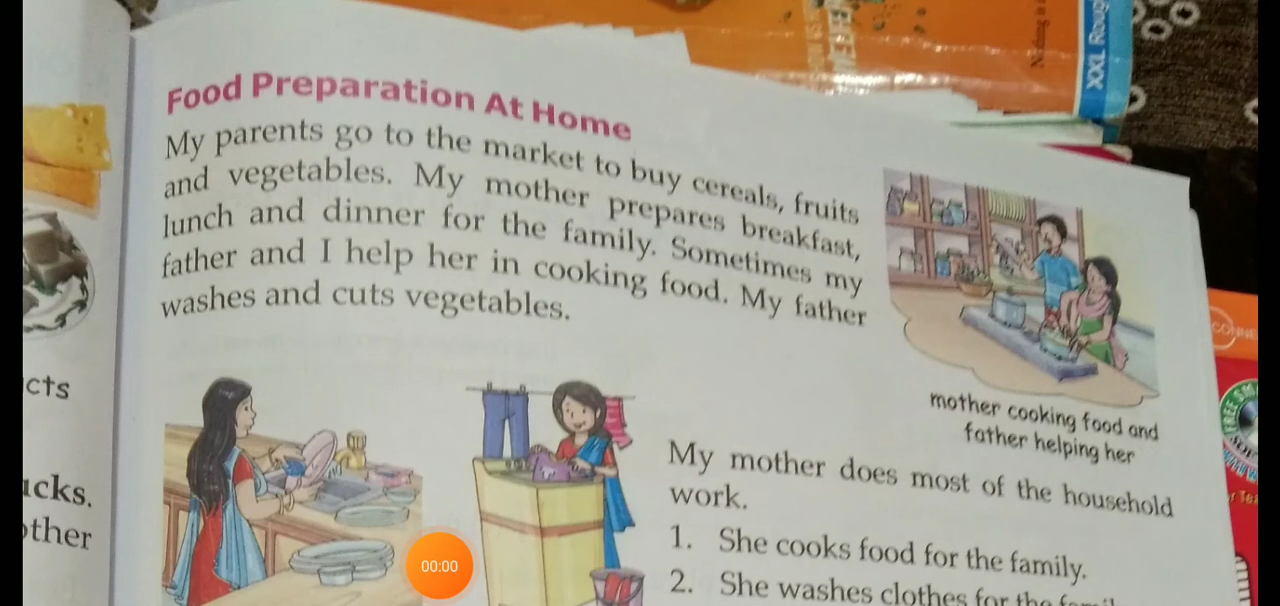 Food Preparation At Home
My parents go to the market to buy cereals, fruits
and vegetables. My mother prepares breakfast,
lunch and dinner for the family. Sometimes my
father and I help her in cooking food. My father
washes and cuts vegetables.
mother cooking food and
father helping her
My mother does most of the household
work.
1. She cooks food for the family.
2. She washes clothes for the
cts
cks.
other
00:00
XXL Roug
CONNE